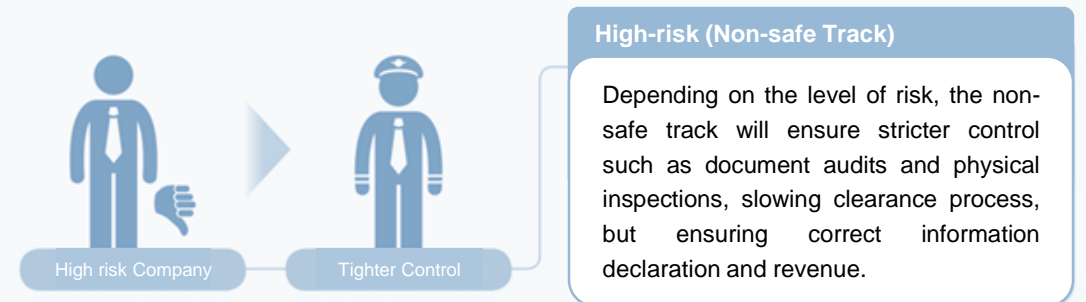 High-risk (Non-safe Track)
Depending on the level of risk, the non-
safe track will ensure stricter control
such as document audits and physical
inspections, slowing clearance process,
but ensuring correct information
declaration and revenue.
High risk Company
Tighter Control